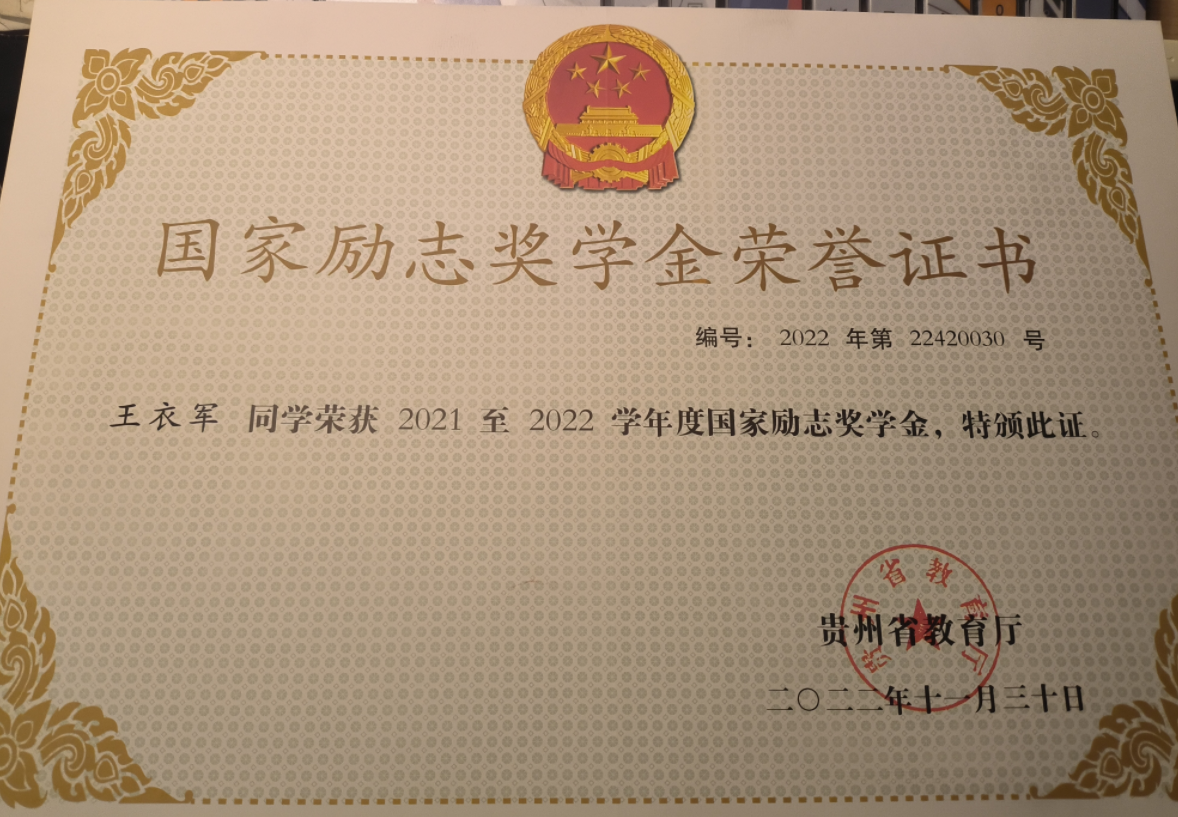 国家励志奖学金荣誉证书
编号： 2022 年第 22420030 号
王衣军 同学荣获 2021 至 2022 学年度国家励志奖学金，特颁此证。
贵州省教育厅
贵州省教育厅
二〇二二年十一月三十日